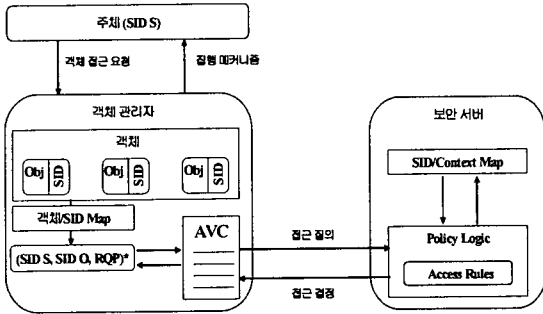 주체 (SID S)
객체 접근 요청
집행 메커니즘
객체 관리자
객체
Obj SID
Obj SID
Obj SID
객체/SID Map
(SID S, SID O, RQP)*
AVC
접근 질의
접근 결정
보안 서버
SID/Context Map
Policy Logic
Access Rules